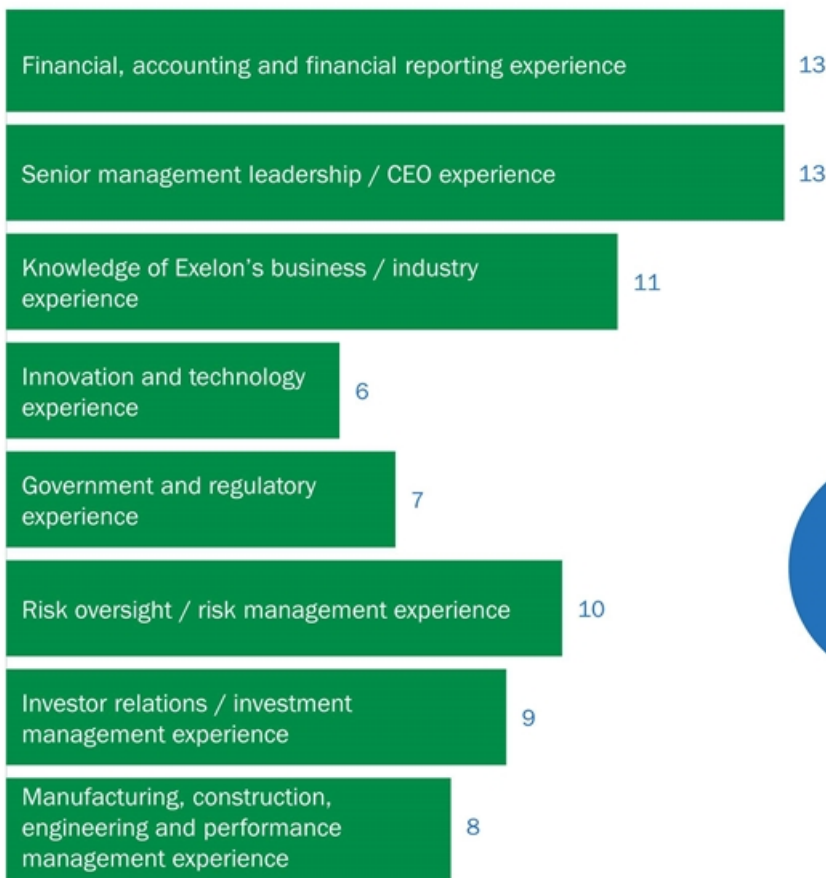 Financial, accounting and financial reporting experience 13
Senior management leadership / CEO experience 13
Knowledge of Exelon's business / industry
experience
11
Innovation and technology
experience
6
Government and regulatory
experience
7
Risk oversight / risk management experience 10
Investor relations / investment
management experience
9
Manufacturing, construction,
engineering and performance
management experience
8